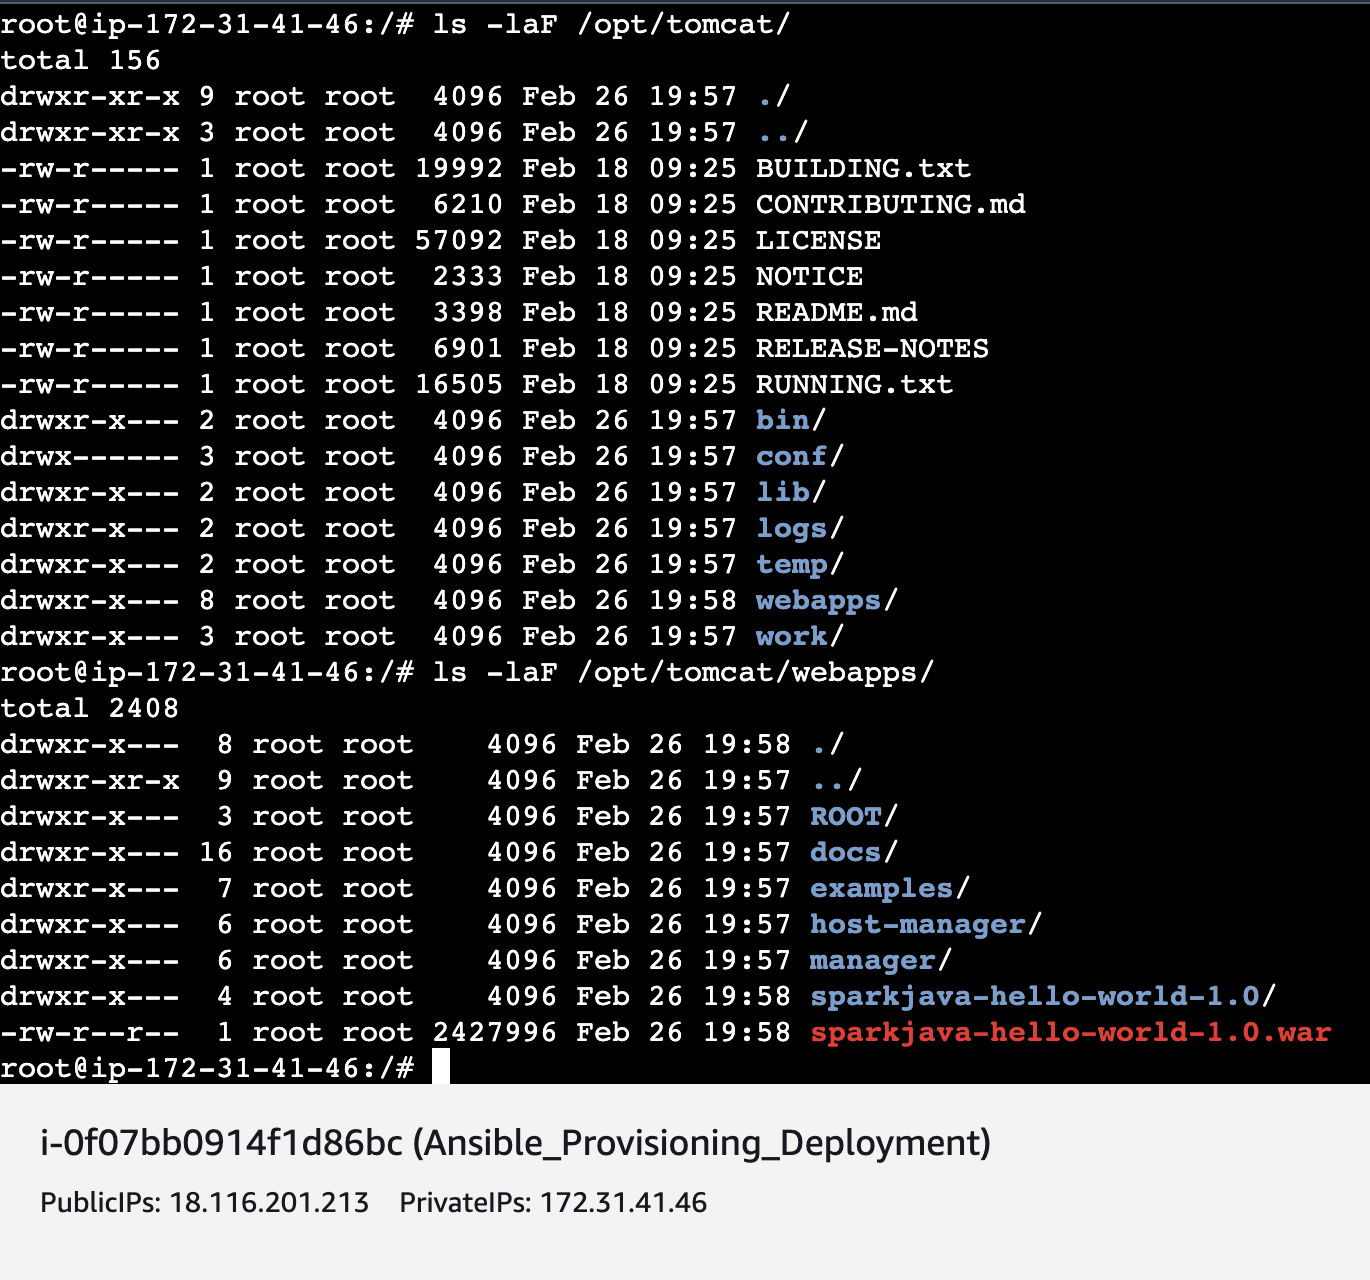 root@ip-172-31-41-46:/# ls -laF /opt/tomcat/
total 156
drwxr-xr-x 9 root root  4096 Feb 26 19:57 ./
drwxr-xr-x 3 root root  4096 Feb 26 19:57 ../
-rw-r----- 1 root root 19992 Feb 18 09:25 BUILDING.txt
-rw-r----- 1 root root  6210 Feb 18 09:25 CONTRIBUTING.md
-rw-r----- 1 root root 57092 Feb 18 09:25 LICENSE
-rw-r----- 1 root root  2333 Feb 18 09:25 NOTICE
-rw-r----- 1 root root  3398 Feb 18 09:25 README.md
-rw-r----- 1 root root  6901 Feb 18 09:25 RELEASE-NOTES
-rw-r----- 1 root root 16505 Feb 18 09:25 RUNNING.txt
drwxr-x--- 2 root root  4096 Feb 26 19:57 bin/
drwx------ 3 root root  4096 Feb 26 19:57 conf/
drwxr-x--- 2 root root  4096 Feb 26 19:57 lib/
drwxr-x--- 2 root root  4096 Feb 26 19:57 logs/
drwxr-x--- 2 root root  4096 Feb 26 19:57 temp/
drwxr-x--- 8 root root  4096 Feb 26 19:58 webapps/
drwxr-x--- 3 root root  4096 Feb 26 19:57 work/
root@ip-172-31-41-46:/# ls -laF /opt/tomcat/webapps/
total 2408
drwxr-x---  8 root root    4096 Feb 26 19:58 ./
drwxr-xr-x  9 root root    4096 Feb 26 19:57 ../
drwxr-x---  3 root root    4096 Feb 26 19:57 ROOT/
drwxr-x--- 16 root root    4096 Feb 26 19:57 docs/
drwxr-x---  7 root root    4096 Feb 26 19:57 examples/
drwxr-x---  6 root root    4096 Feb 26 19:57 host-manager/
drwxr-x---  6 root root    4096 Feb 26 19:57 manager/
drwxr-x---  4 root root    4096 Feb 26 19:58 sparkjava-hello-world-1.0/
-rw-r--r--  1 root root 2427996 Feb 26 19:58 sparkjava-hello-world-1.0.war
root@ip-172-31-41-46:/#
i-0f07bb0914f1d86bc (Ansible_Provisioning_Deployment)
PublicIPs: 18.116.201.213 PrivateIPs: 172.31.41.46